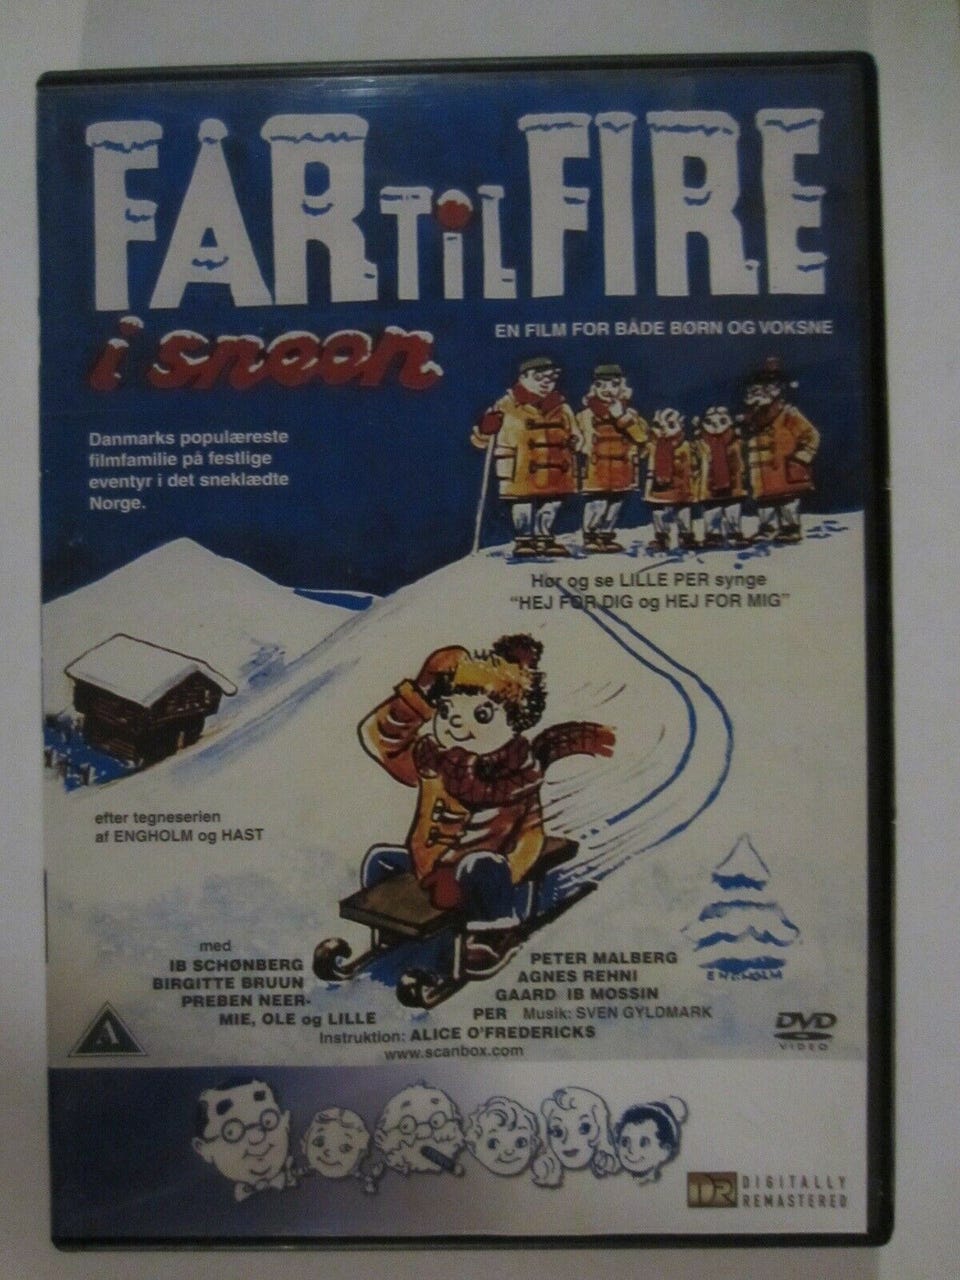 FAR TIL FIRE
i sneen
EN FILM FOR BÅDE BØRN OG VOKSNE
Danmarks populæreste
filmfamilie på festlige
eventyr i det sneklædte
Norge.
Hør og se LILLE PER synge
"HEJ FOR DIG og HEJ FOR MIG"
efter tegneserien
af ENGHOLM og HAST
med
IB SCHØNBERG
BIRGITTE BRUUN
PREBEN NEER-
MIE, OLE og LILLE
PETER MALBERG
AGNES REHNI
GAARD IB MOSSIN
PER Musik: SVEN GYLDMARK
Instruktion: ALICE O'FREDERICKS
www.scanbox.com
ENGHOLM
A
DVD
VIDEO
DR DIGITALLY
REMASTERED